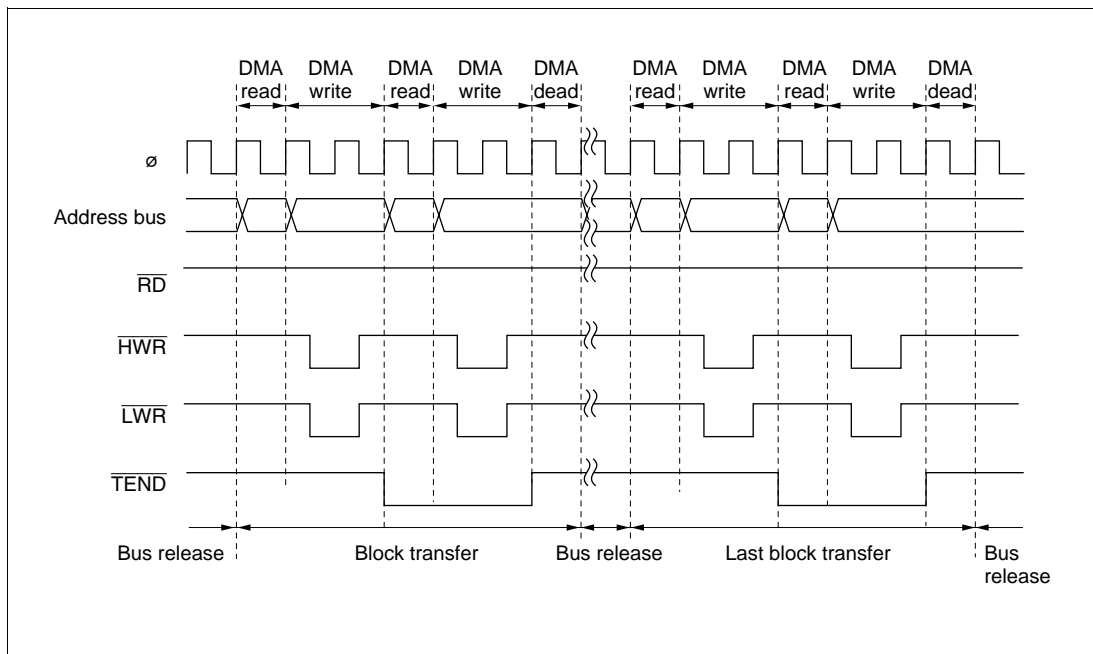 DMA read DMA write DMA read DMA write DMA dead DMA read DMA write DMA read DMA write DMA dead
ø
Address bus
RD
HWR
LWR
TEND
Bus release Block transfer Bus release Last block transfer Bus release